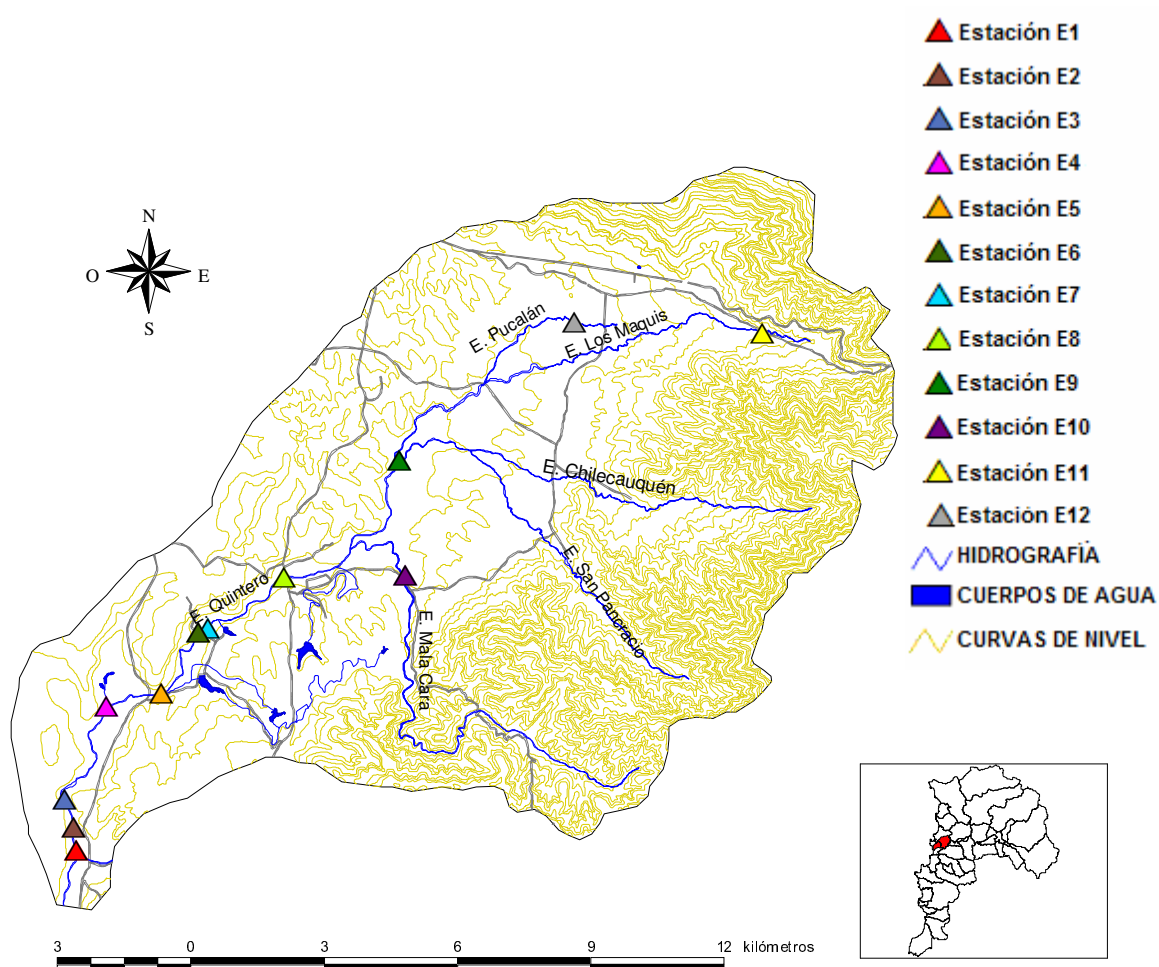 Estación E1
Estación E2
Estación E3
Estación E4
Estación E5
Estación E6
Estación E7
Estación E8
Estación E9
Estación E10
Estación E11
Estación E12
HIDROGRAFÍA
CUERPOS DE AGUA
CURVAS DE NIVEL
N
O
E
S
E. Pucalán
E. Los Maquis
E. Chilecauquén
E. San Pancracio
E. Quintero
E. Mala Cara
3 0 3 6 9 12 kilómetros